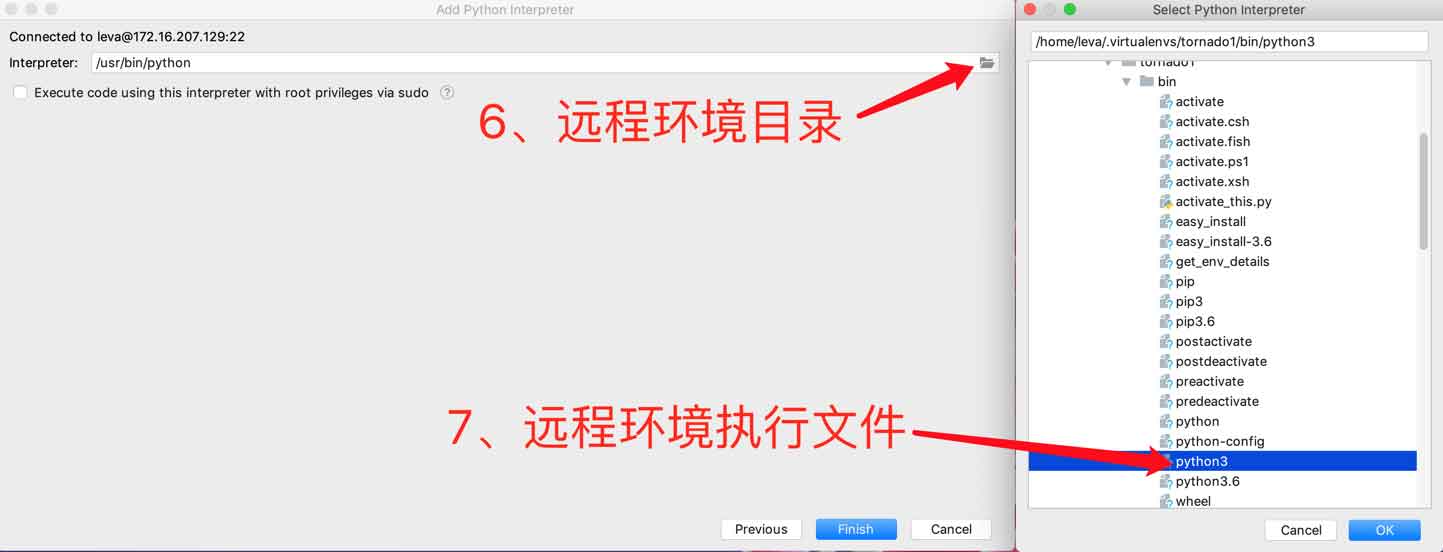 Add Python Interpreter
Connected to leva@172.16.207.129:22
Interpreter: /usr/bin/python
Execute code using this interpreter with root privileges via sudo ?
6、远程环境目录
7、远程环境执行文件
Previous Finish Cancel
Select Python Interpreter
/home/leva/.virtualenvs/tornado1/bin/python3
tornado1
bin
activate
activate.csh
activate.fish
activate.ps1
activate.xsh
activate_this.py
easy_install
easy_install-3.6
get_env_details
pip
pip3
pip3.6
postactivate
postdeactivate
preactivate
predeactivate
python
python-config
python3
python3.6
wheel
Cancel OK